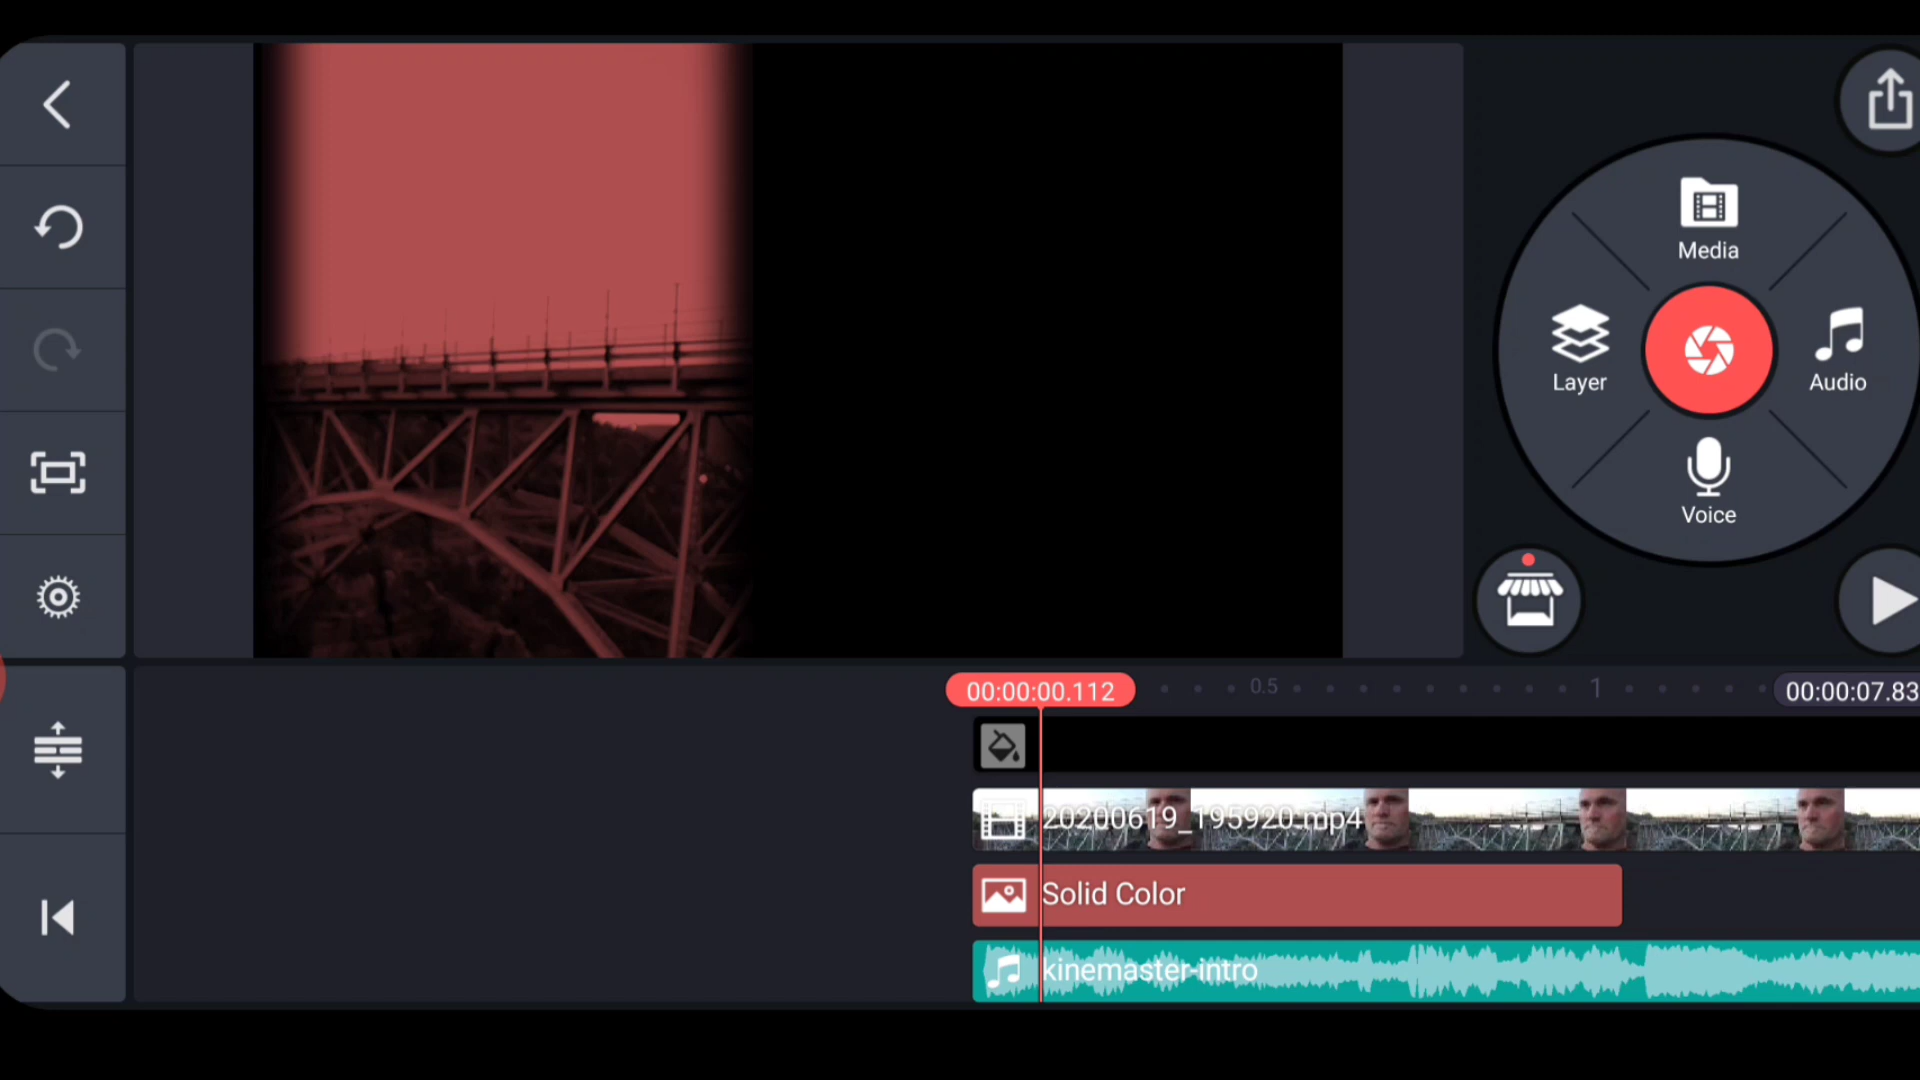 Media
Layer
Audio
Voice
00:00:00.112
0.5
1
00:00:07.83
20200619_195920.mp4
Solid Color
kinemaster-intro